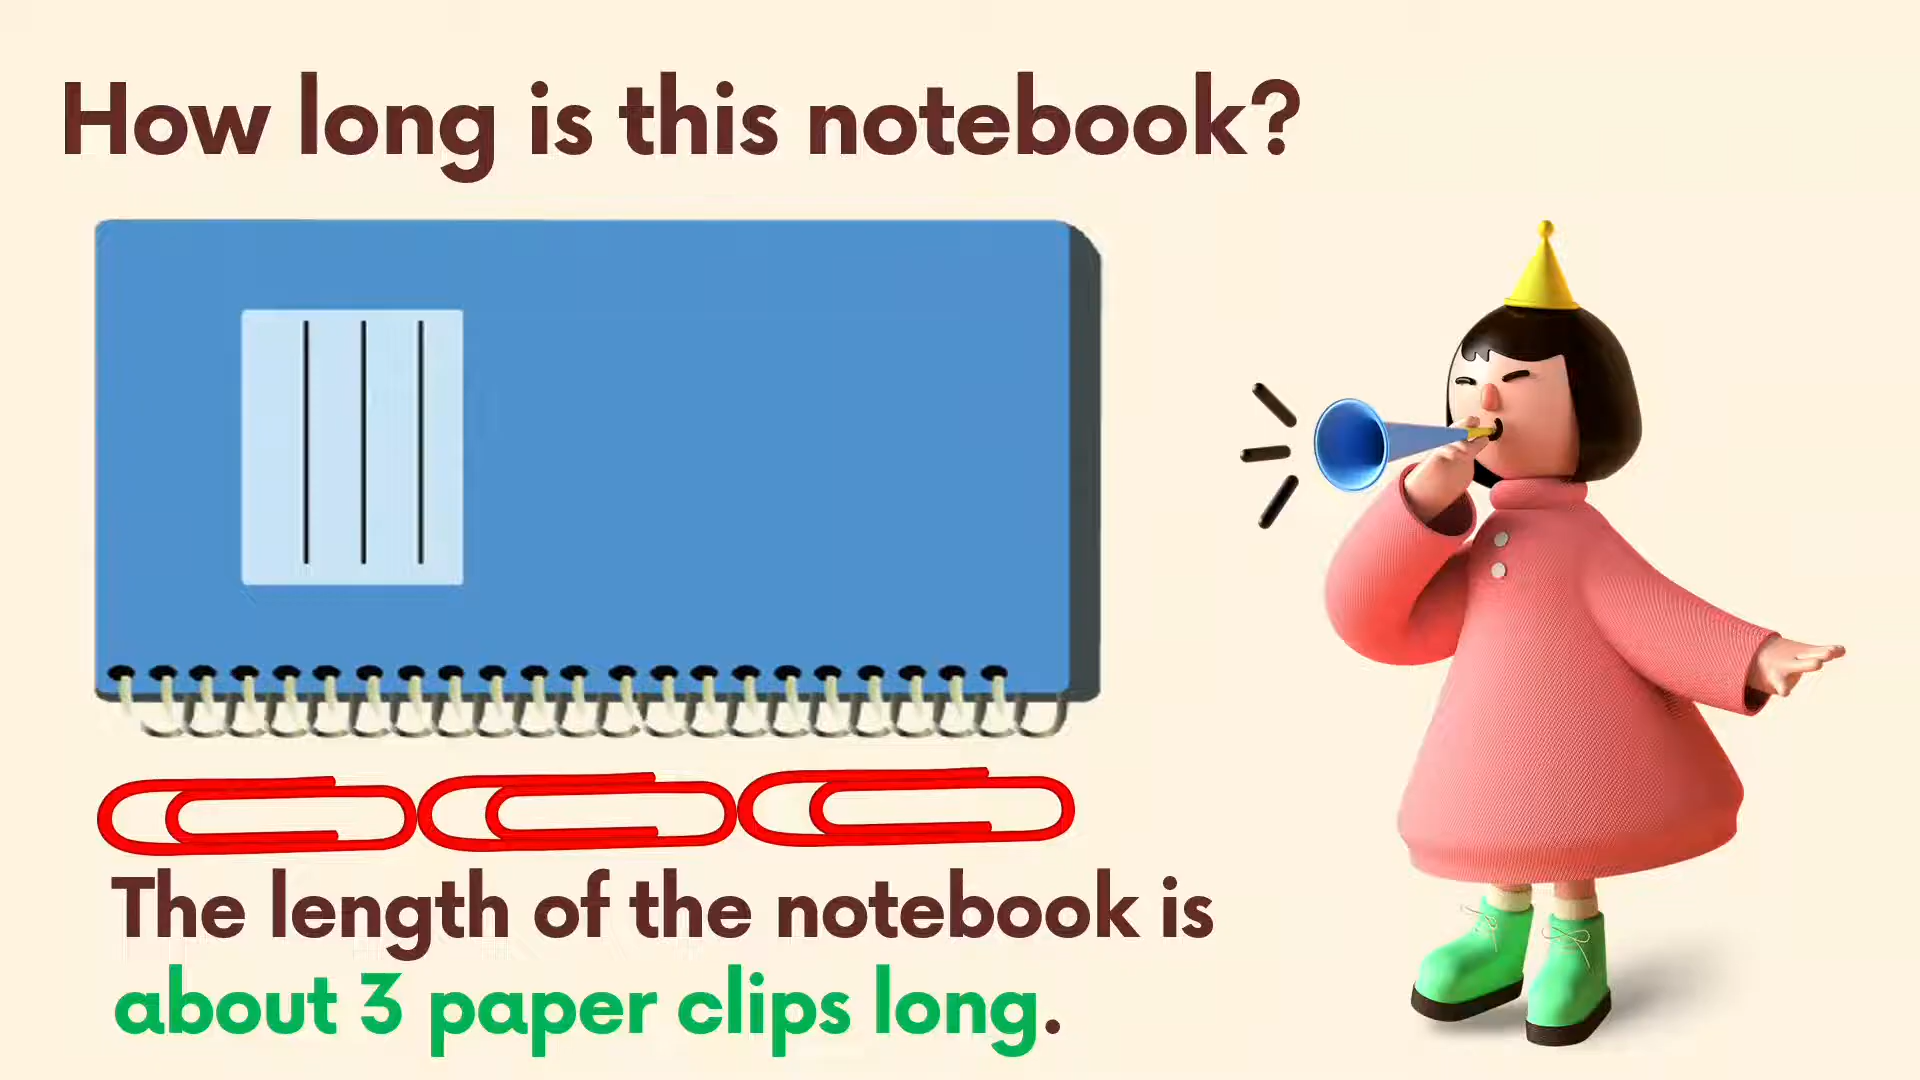 How long is this notebook?
The length of the notebook is
about 3 paper clips long.